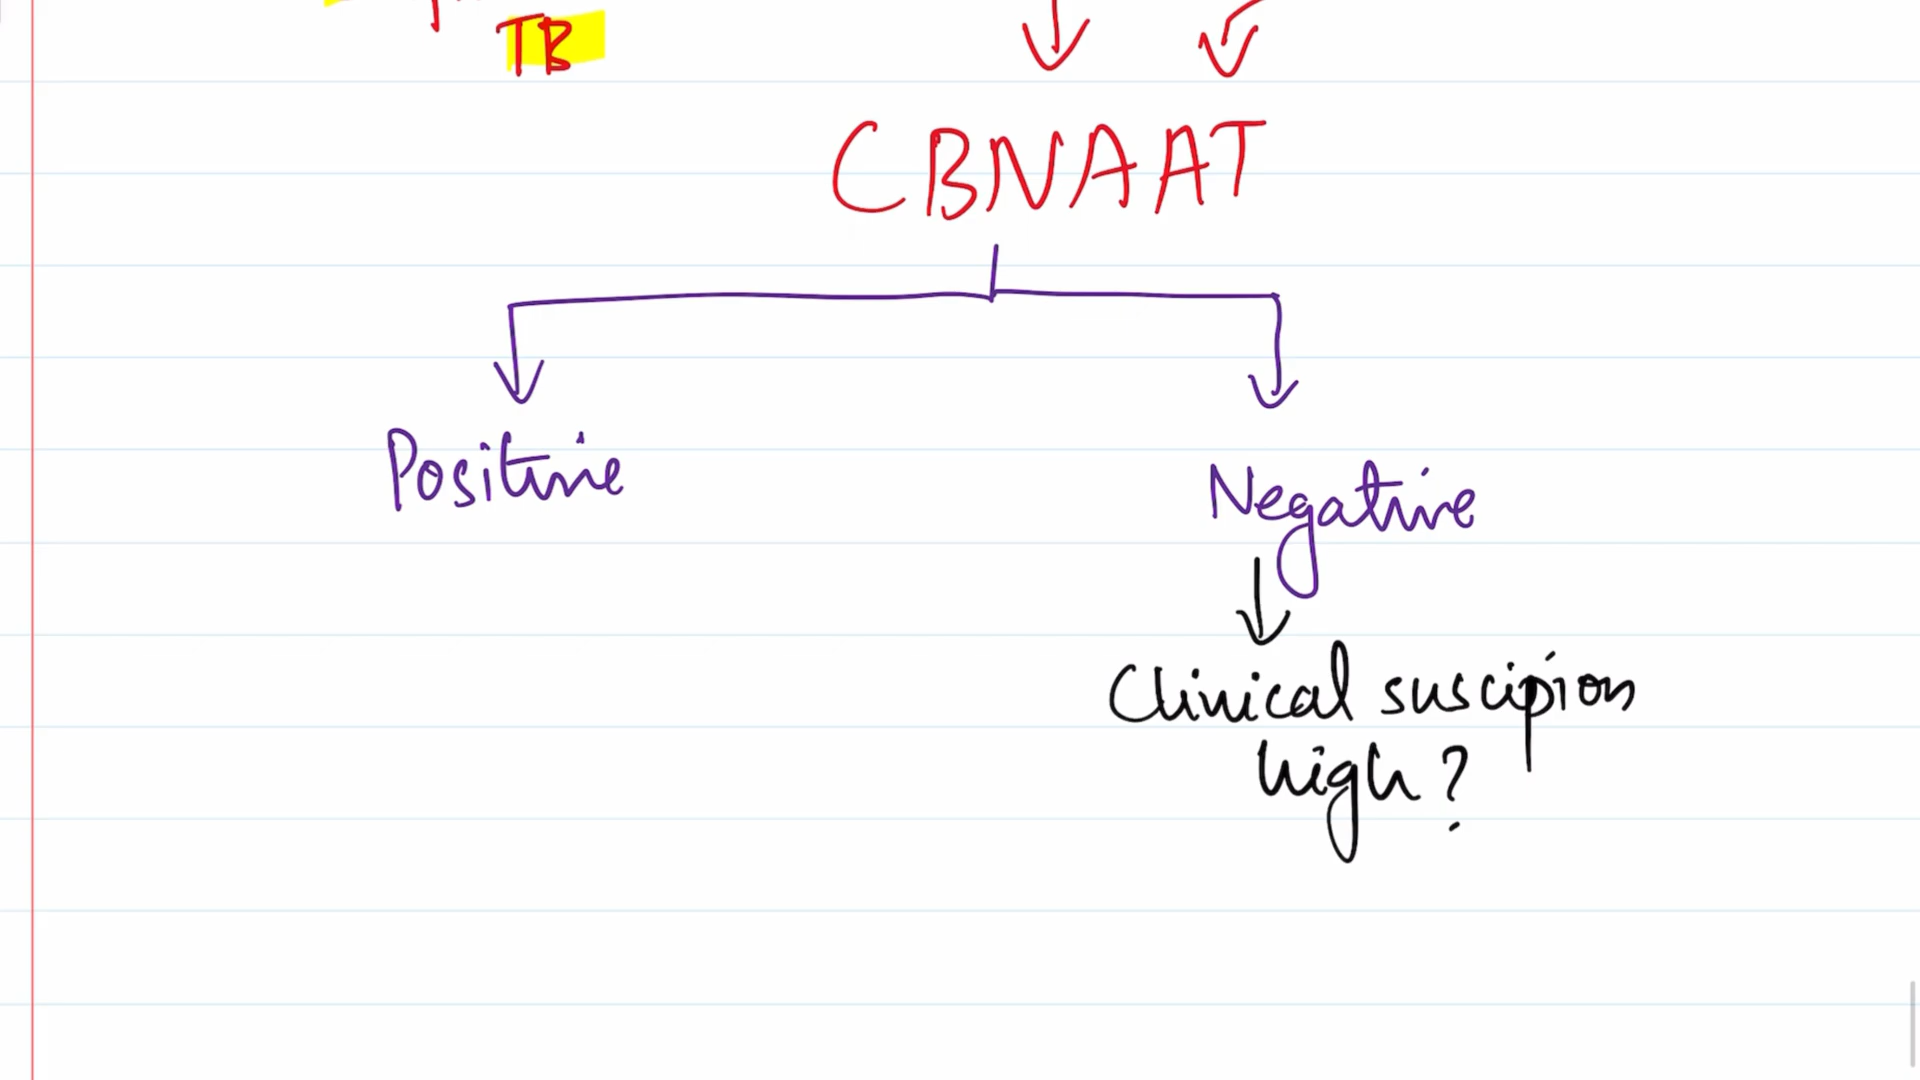 TB
CBNAAT
Positive
Negative
Clinical suscipion
high?